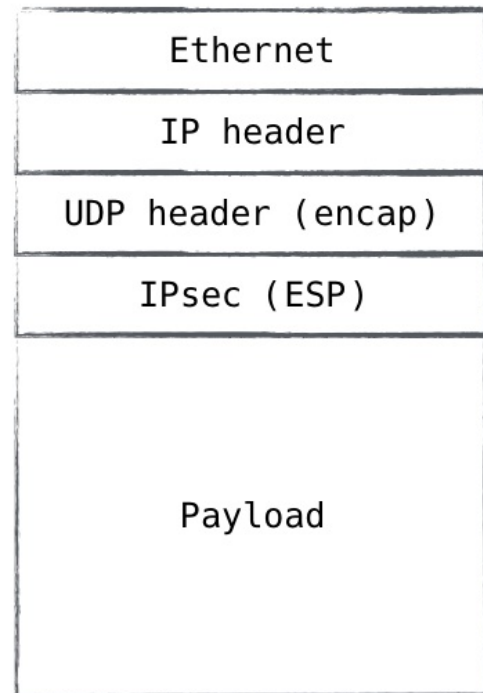 Ethernet
IP header
UDP header (encap)
IPsec (ESP)
Payload